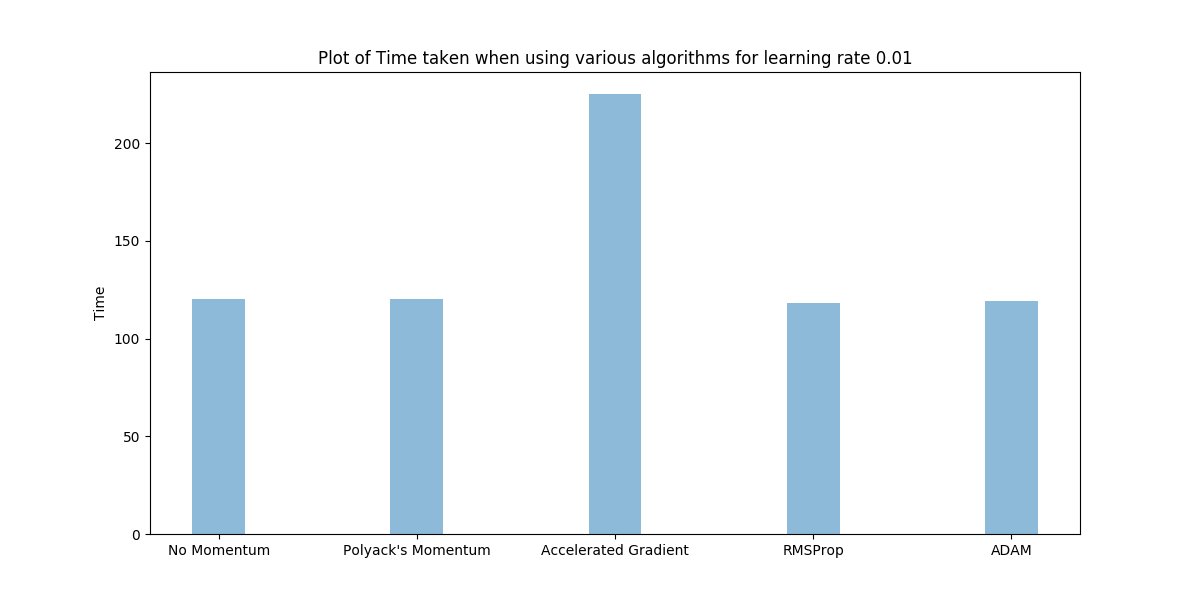 Plot of Time taken when using various algorithms for learning rate 0.01
200
150
100
50
0
Time
No Momentum
Polyack's Momentum
Accelerated Gradient
RMSProp
ADAM